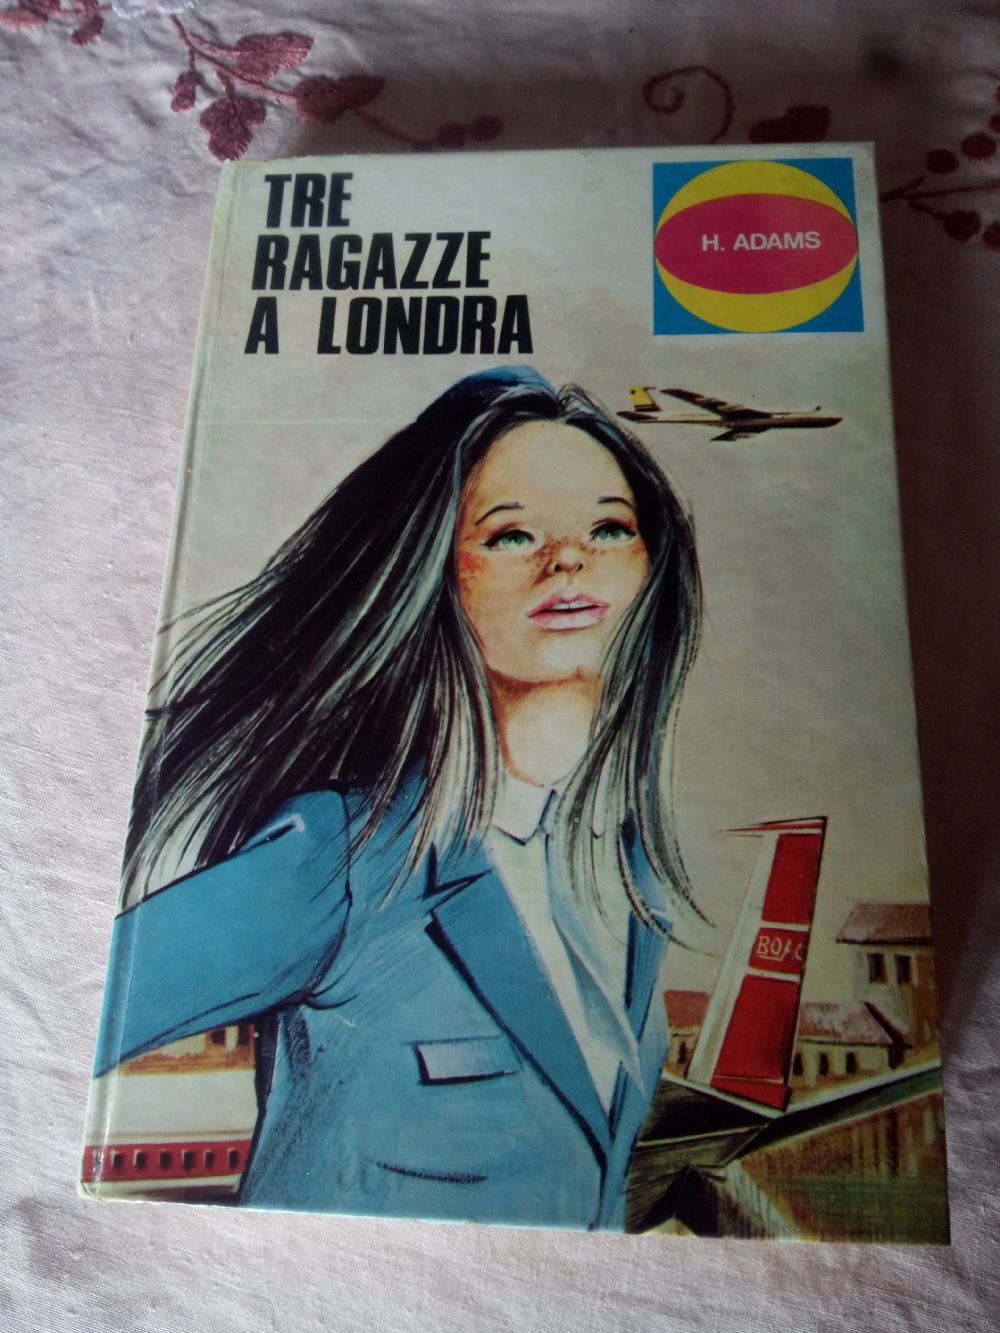 TRE
RAGAZZE
A LONDRA
H. ADAMS
BOAC